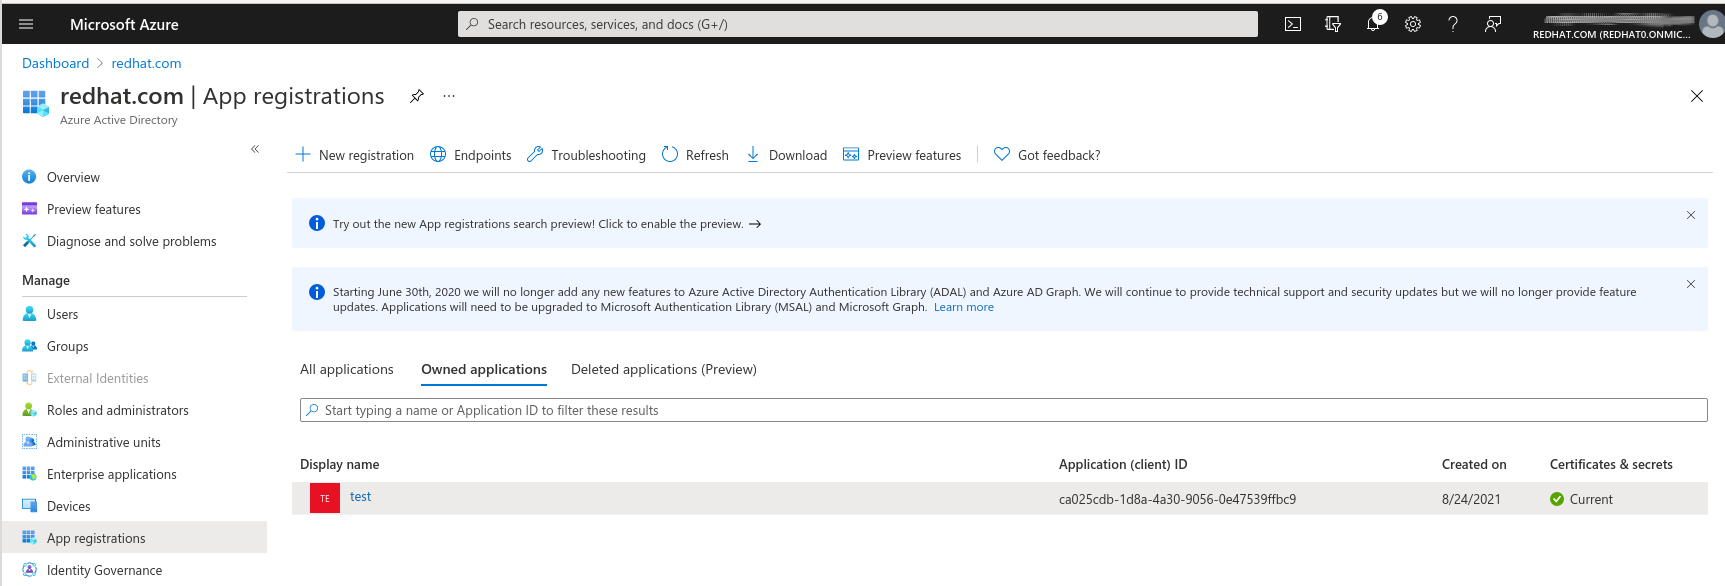 Microsoft Azure
Search resources, services, and docs (G+/)
6
REDHAT.COM (REDHAT0.ONMIC...
Dashboard > redhat.com
redhat.com | App registrations
Azure Active Directory
New registration
Endpoints
Troubleshooting
Refresh
Download
Preview features
Got feedback?
Overview
Preview features
Diagnose and solve problems
Manage
Users
Groups
External Identities
Roles and administrators
Administrative units
Enterprise applications
Devices
App registrations
Identity Governance
Try out the new App registrations search preview! Click to enable the preview. →
Starting June 30th, 2020 we will no longer add any new features to Azure Active Directory Authentication Library (ADAL) and Azure AD Graph. We will continue to provide technical support and security updates but we will no longer provide feature
updates. Applications will need to be upgraded to Microsoft Authentication Library (MSAL) and Microsoft Graph. Learn more
All applications
Owned applications
Deleted applications (Preview)
Start typing a name or Application ID to filter these results
Display name
Application (client) ID
Created on
Certificates & secrets
TE
test
ca025cdb-1d8a-4a30-9056-0e47539ffbc9
8/24/2021
Current